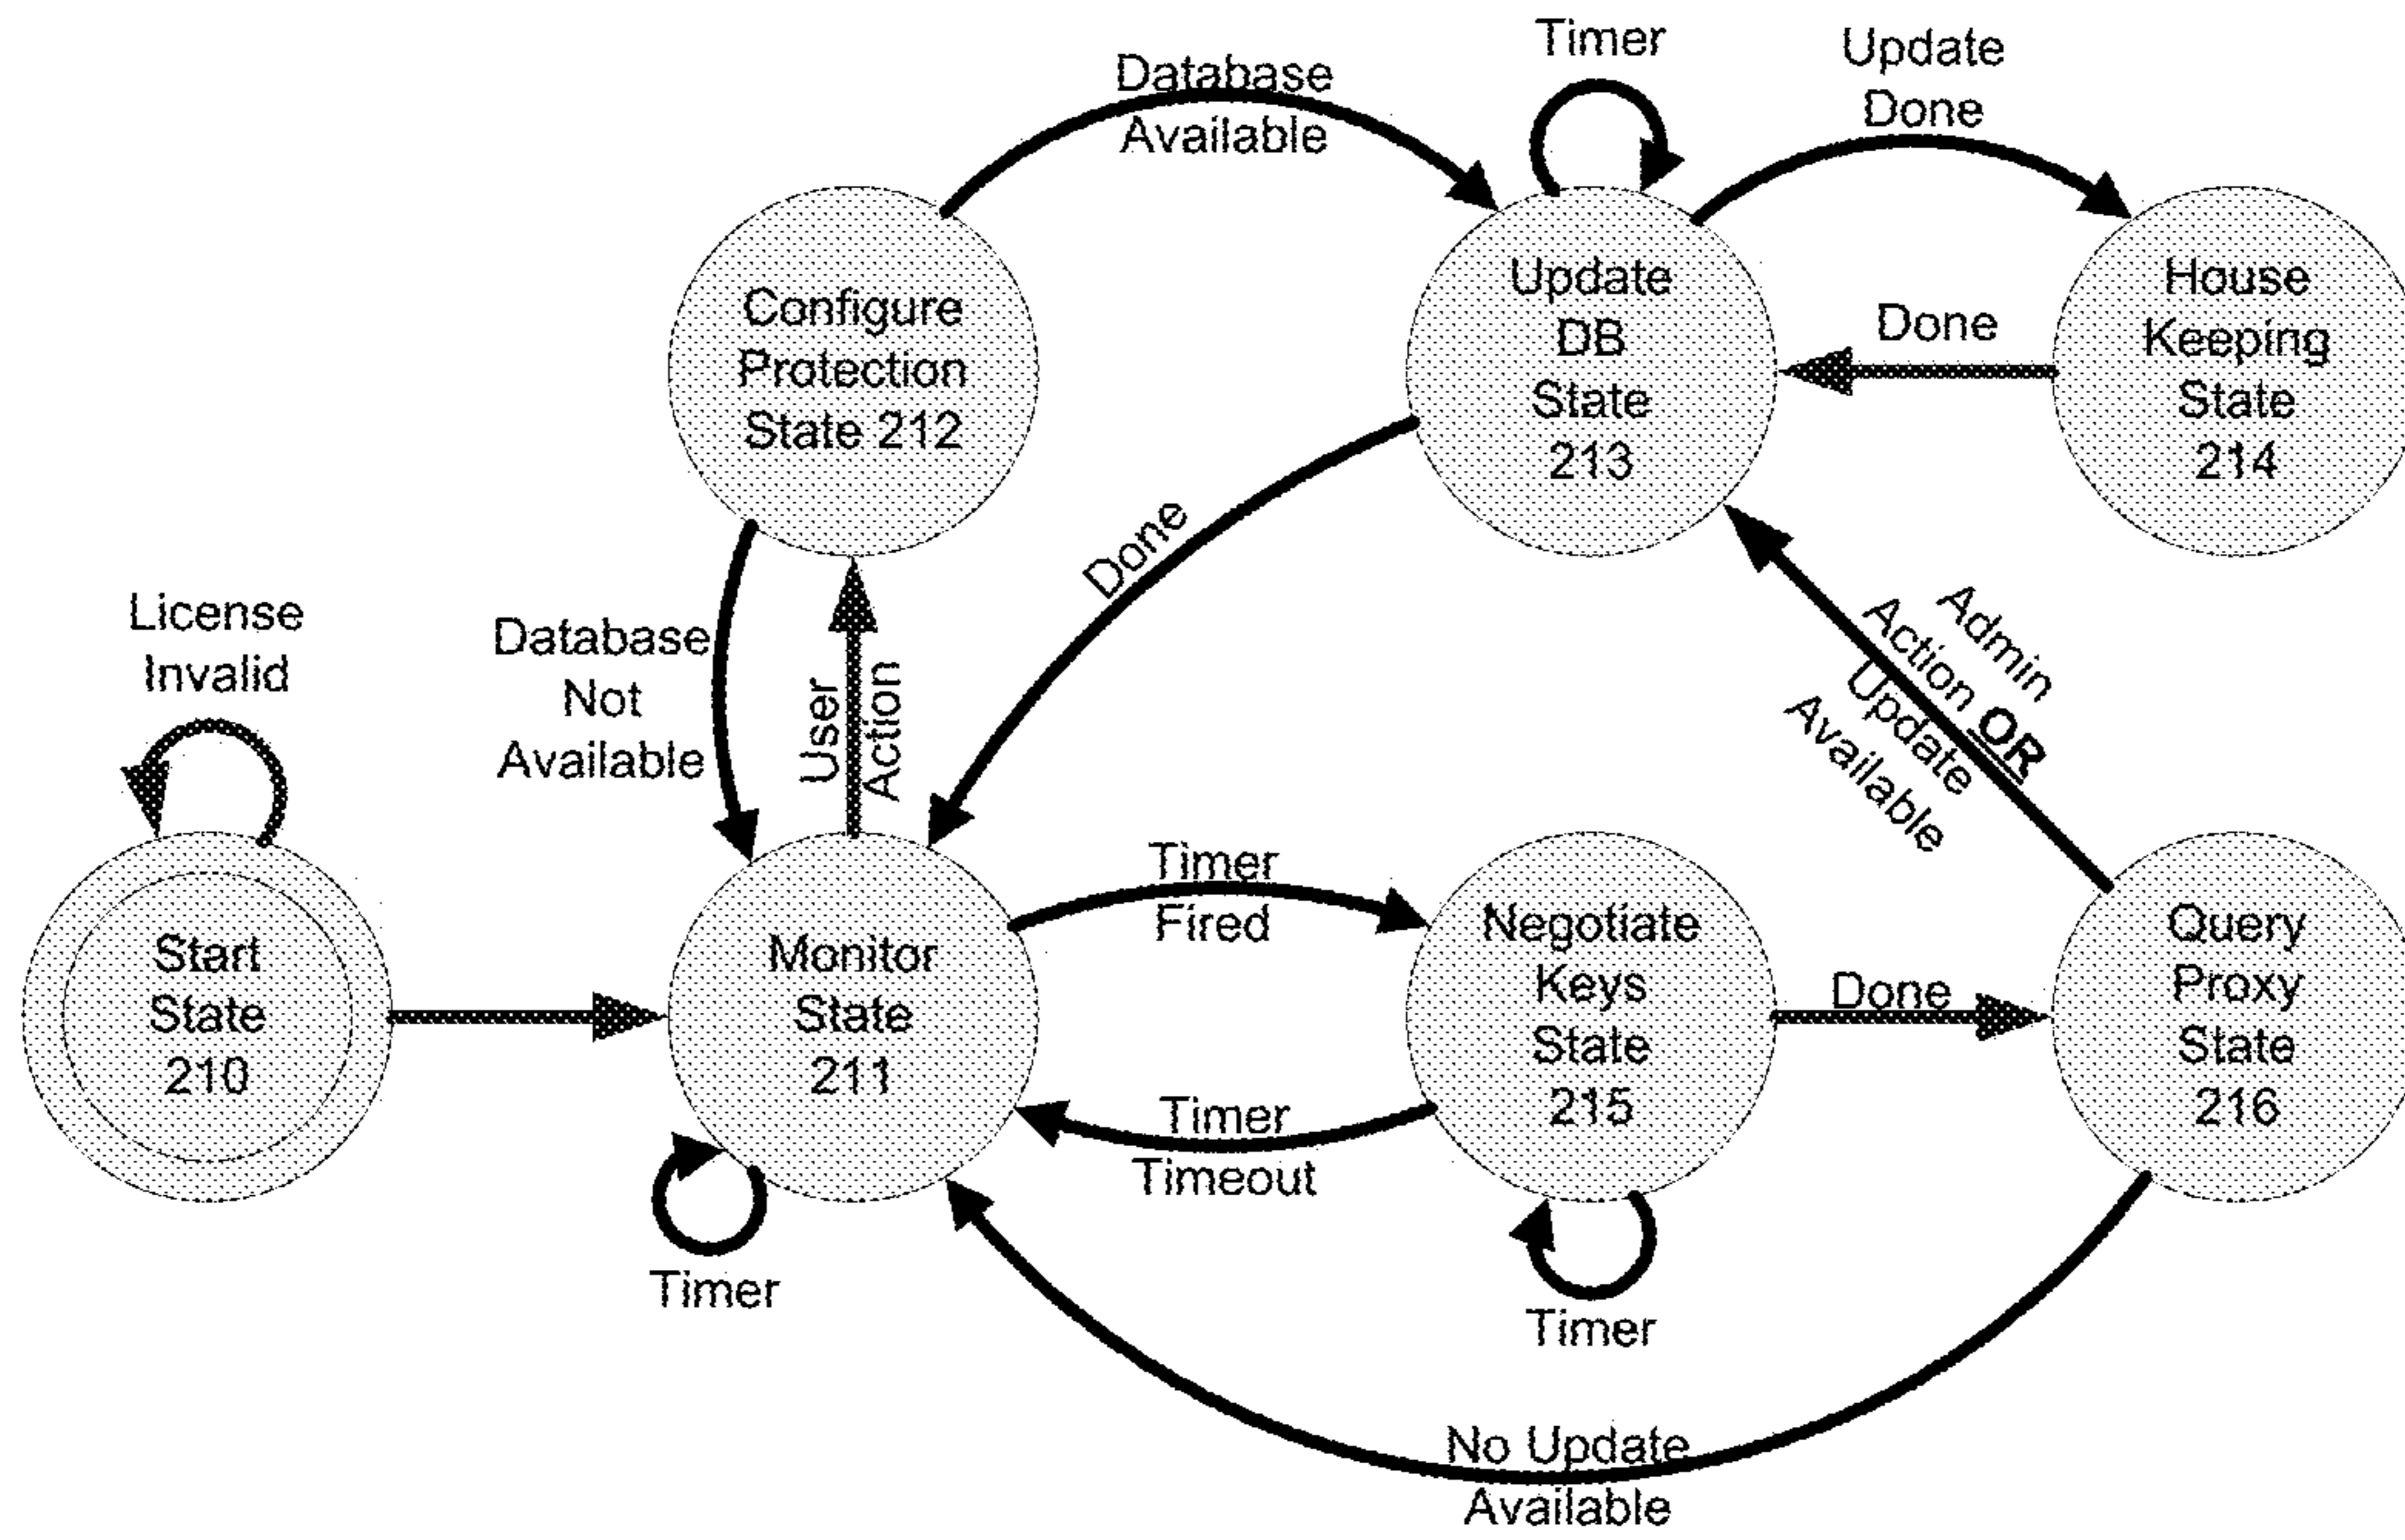 Timer
Update
Done
Database
Available
Configure
Protection
State 212
Update
DB
State
213
House
Keeping
State
214
Done
Done
License
Invalid
Database
Not
Available
User
Action
Admin
Action OR
Update
Available
Start
State
210
Monitor
State
211
Timer
Fired
Negotiate
Keys
State
215
Done
Query
Proxy
State
216
Timer
Timeout
Timer
Timer
No Update
Available